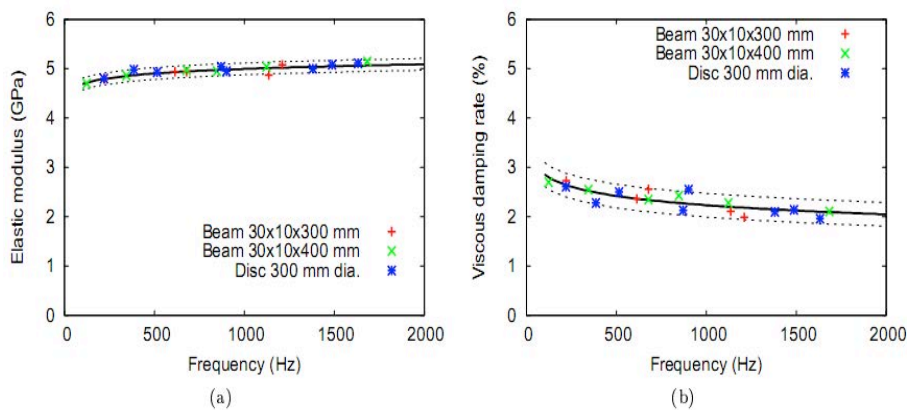 6
5
4
3
2
1
0
Elastic modulus (GPa)
Beam 30x10x300 mm
Beam 30x10x400 mm
Disc 300 mm dia.
0 500 1000 1500 2000
Frequency (Hz)
(a)
6
5
4
3
2
1
0
Viscous damping rate (%)
Beam 30x10x300 mm
Beam 30x10x400 mm
Disc 300 mm dia.
0 500 1000 1500 2000
Frequency (Hz)
(b)